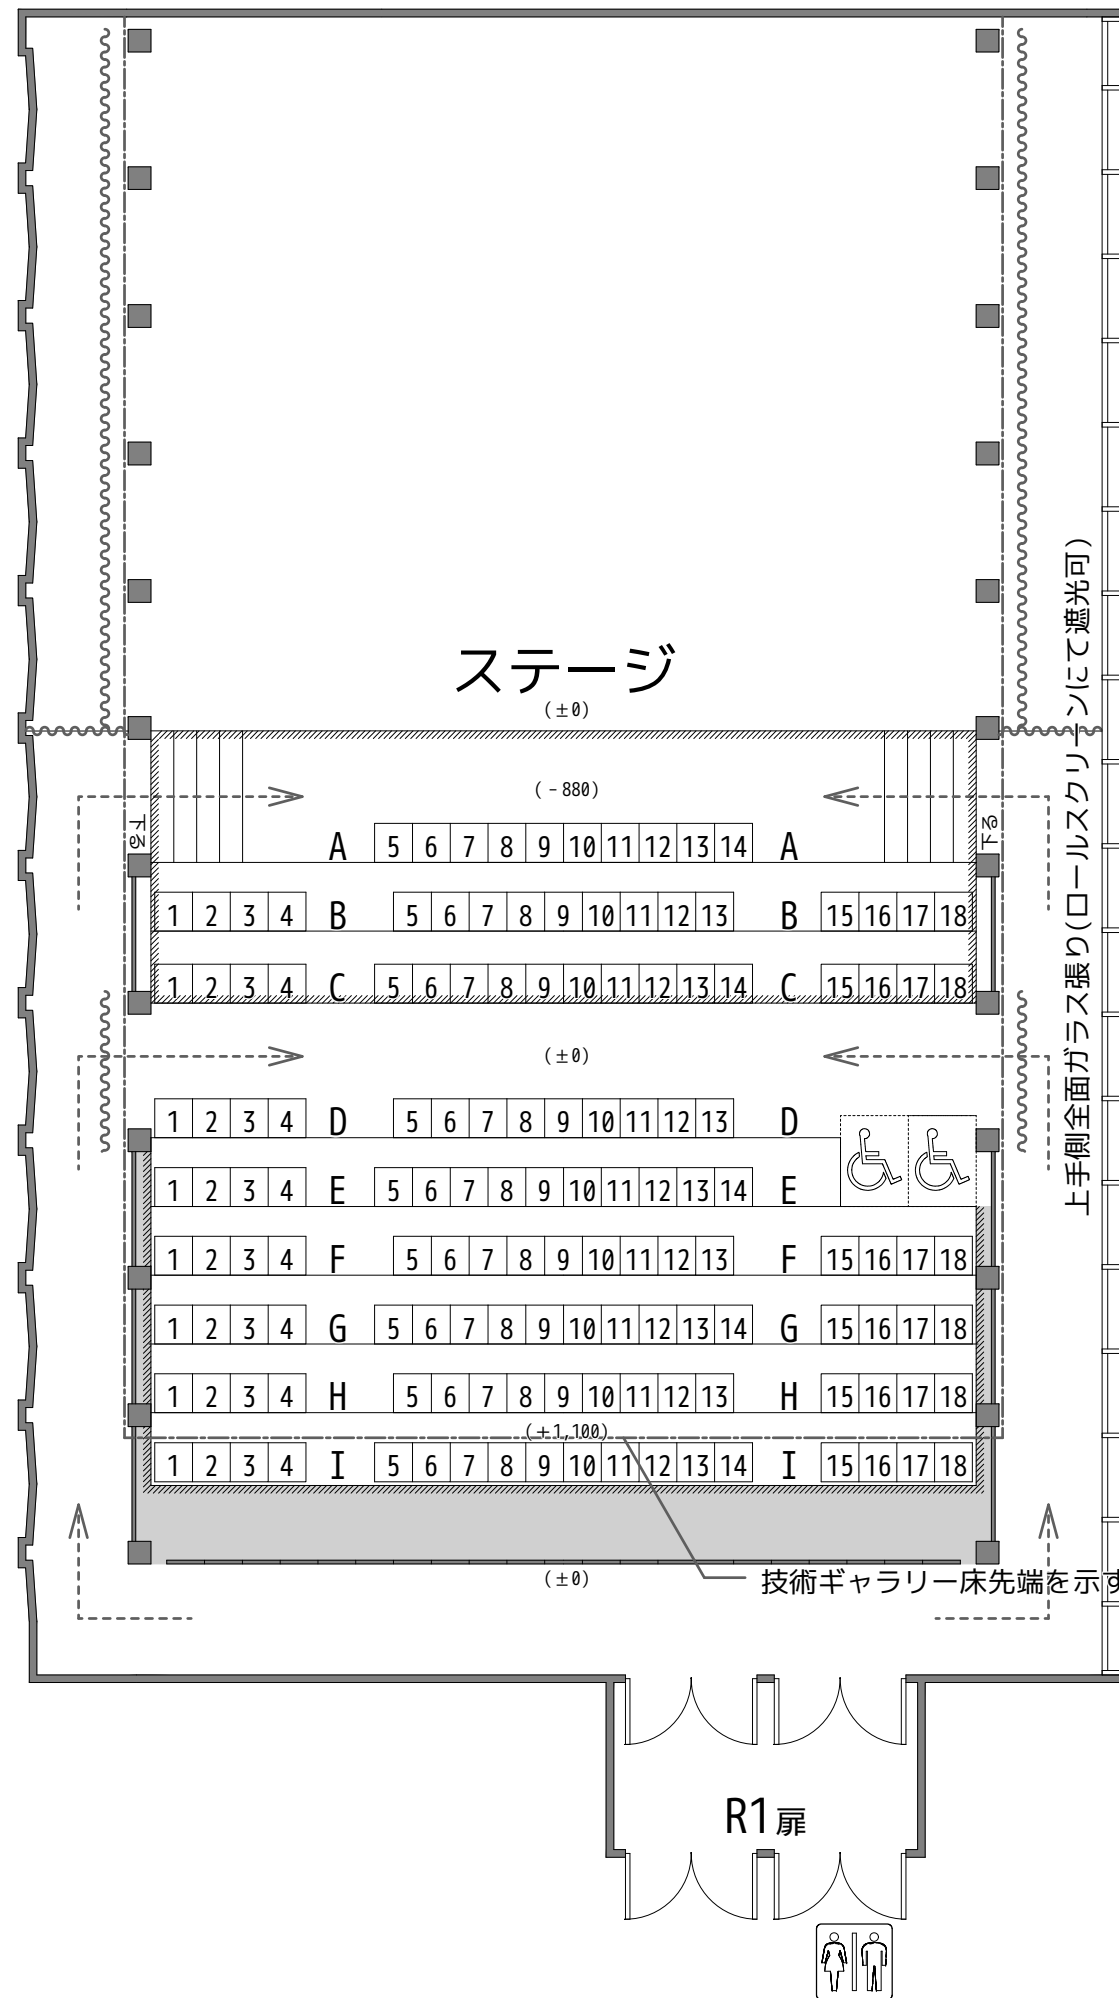 ステージ
(±0)
(-880)
下る
下る
A 5 6 7 8 9 10 11 12 13 14 A
1 2 3 4 B 5 6 7 8 9 10 11 12 13 B 15 16 17 18
1 2 3 4 C 5 6 7 8 9 10 11 12 13 14 C 15 16 17 18
(±0)
1 2 3 4 D 5 6 7 8 9 10 11 12 13 D
1 2 3 4 E 5 6 7 8 9 10 11 12 13 14 E
1 2 3 4 F 5 6 7 8 9 10 11 12 13 F 15 16 17 18
1 2 3 4 G 5 6 7 8 9 10 11 12 13 14 G 15 16 17 18
1 2 3 4 H 5 6 7 8 9 10 11 12 13 H 15 16 17 18
(+1,100)
1 2 3 4 I 5 6 7 8 9 10 11 12 13 14 I 15 16 17 18
(±0)
技術ギャラリー床先端を示す
上手側全面ガラス張り(ロールスクリーンにて遮光可)
R1扉